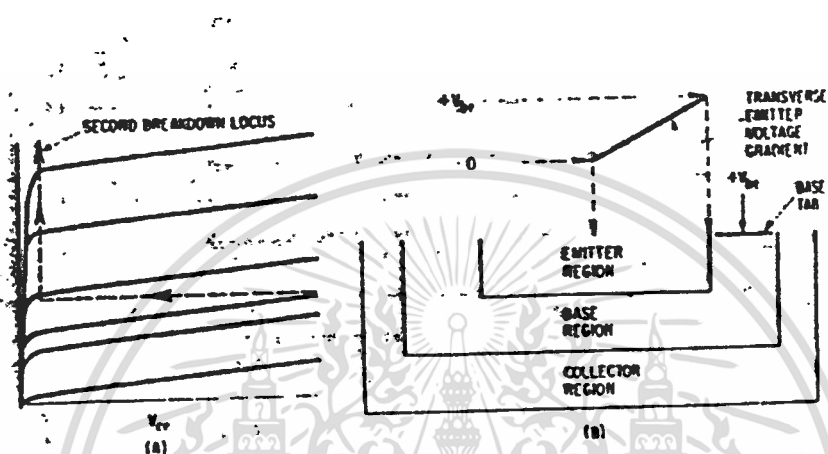 SECOND BREAKDOWN LOCUS
(A)
0
TRANSVERSE
EMITTER
VOLTAGE
GRADIENT
BASE
TAB
EMITTER
REGION
BASE
REGION
COLLECTOR
REGION
(B)